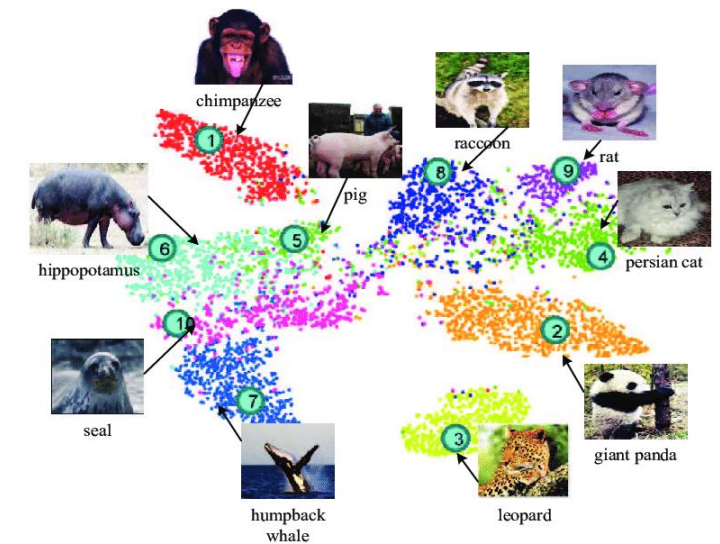 chimpanzee
1
raccoon
8
rat
9
pig
5
persian cat
4
hippopotamus
6
10
seal
7
humpback
whale
2
giant panda
3
leopard